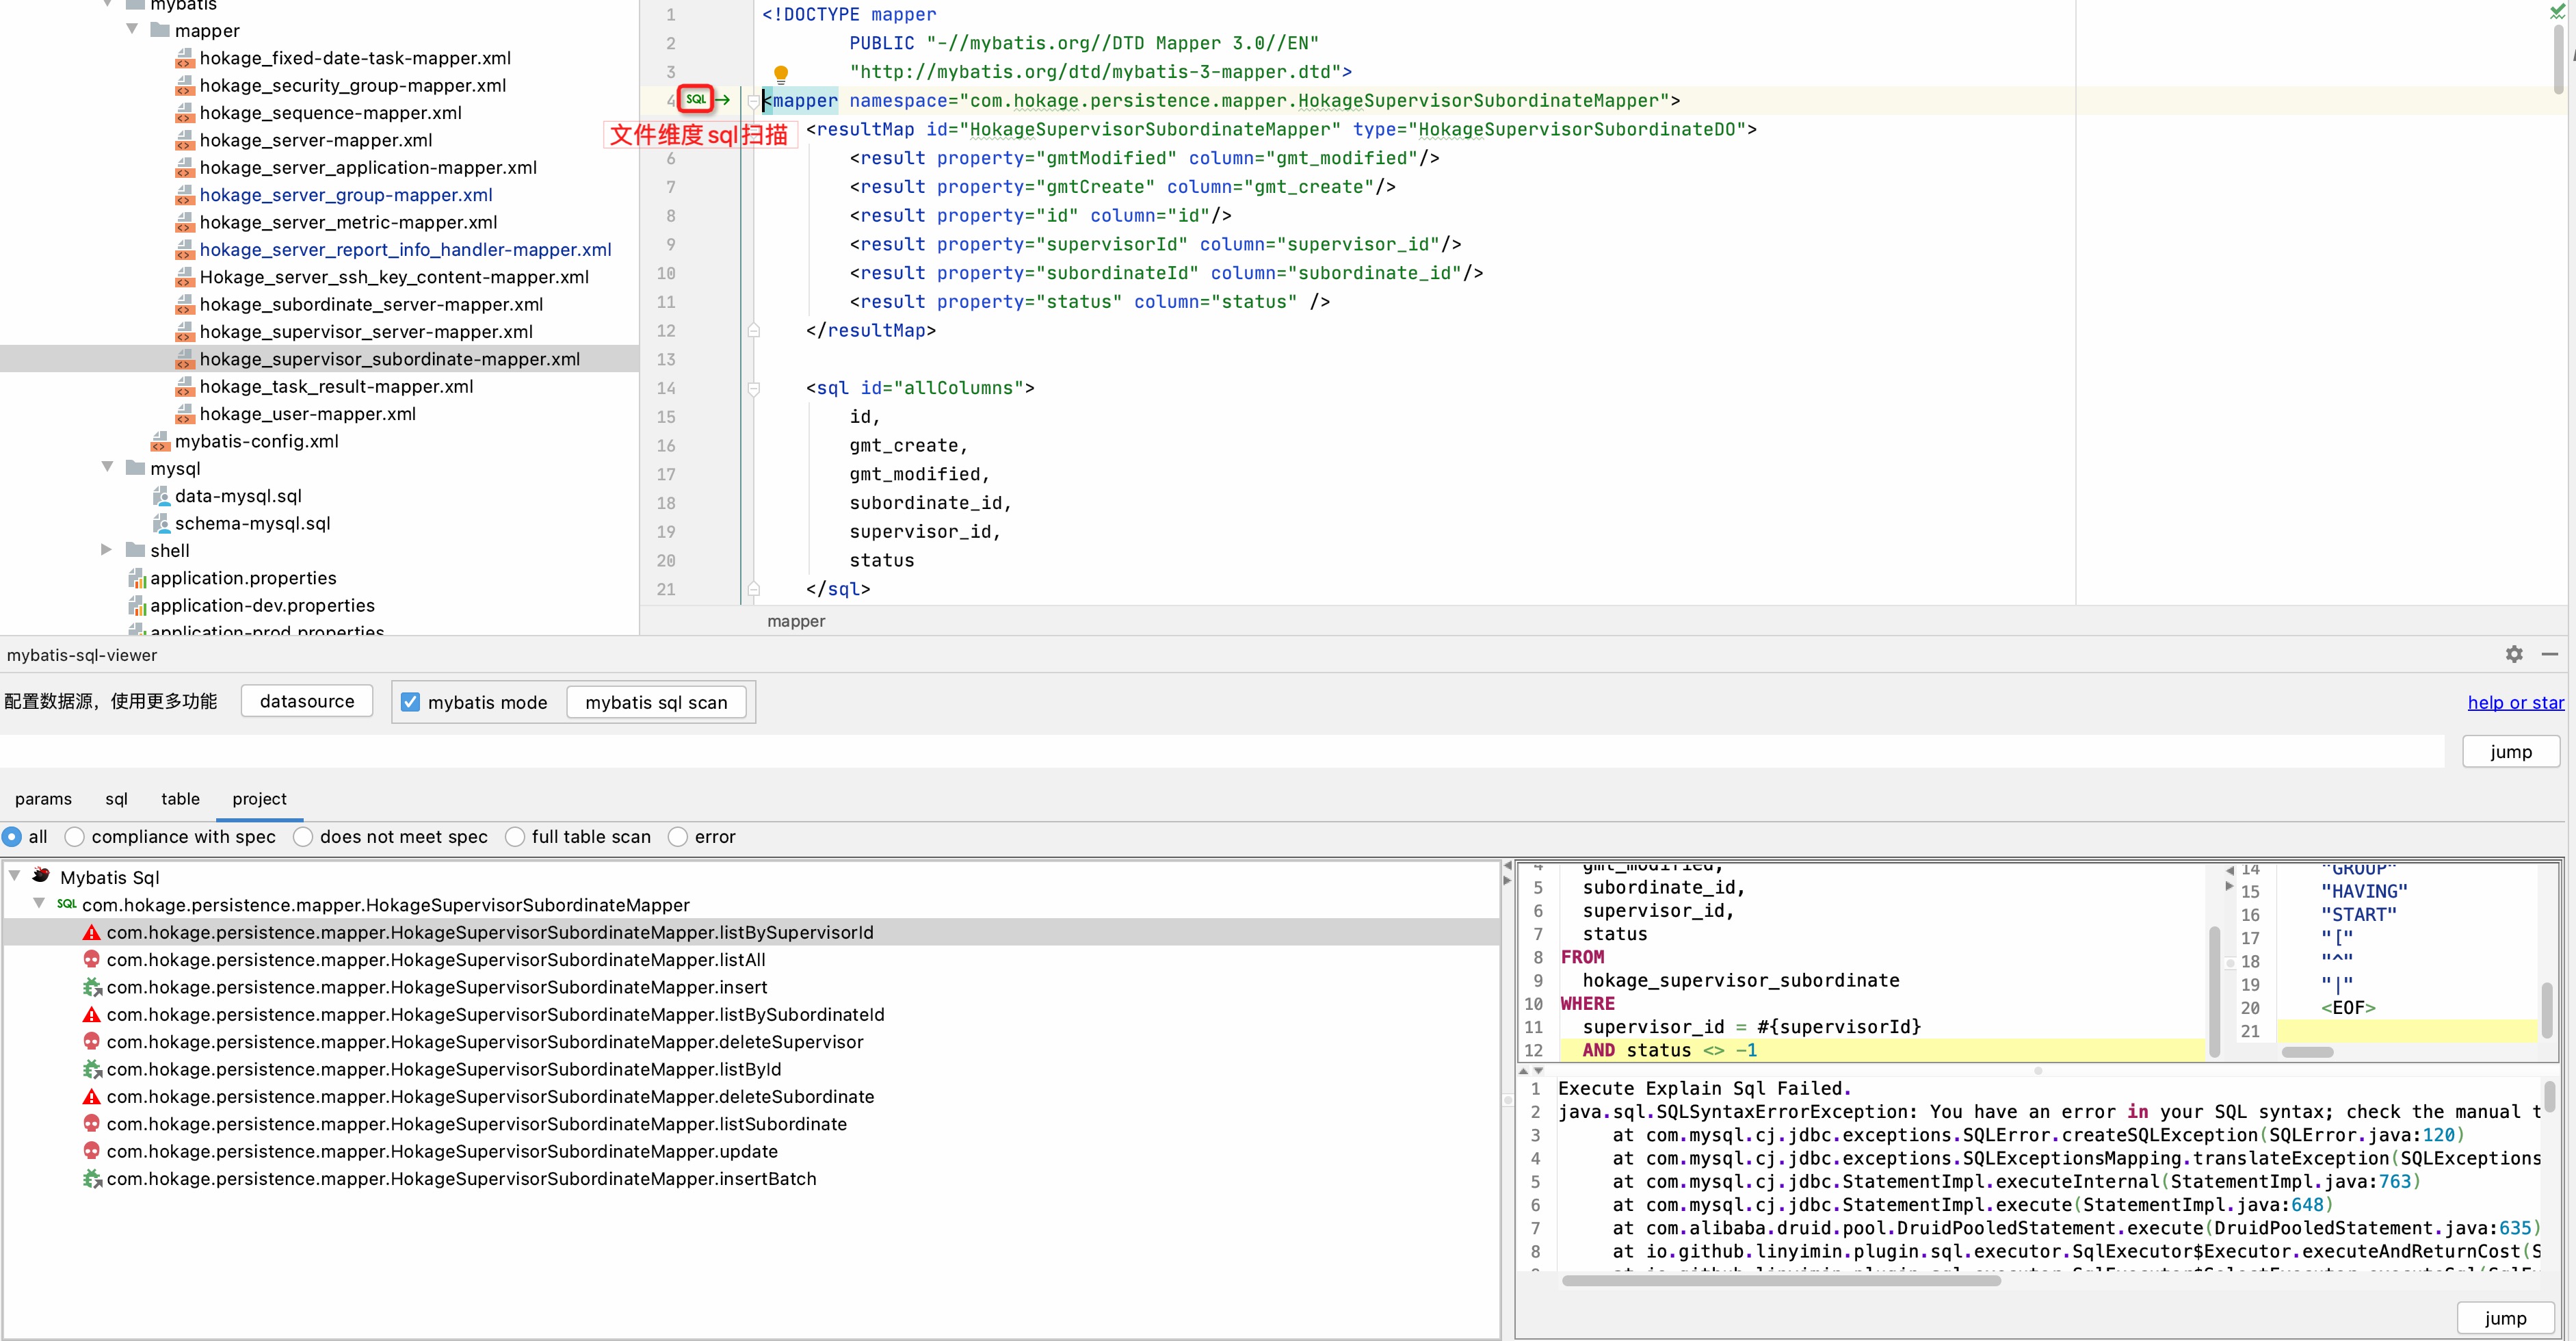 mybatis
mapper
hokage_fixed-date-task-mapper.xml
hokage_security_group-mapper.xml
hokage_sequence-mapper.xml
hokage_server-mapper.xml
hokage_server_application-mapper.xml
hokage_server_group-mapper.xml
hokage_server_metric-mapper.xml
hokage_server_report_info_handler-mapper.xml
Hokage_server_ssh_key_content-mapper.xml
hokage_subordinate_server-mapper.xml
hokage_supervisor_server-mapper.xml
hokage_supervisor_subordinate-mapper.xml
hokage_task_result-mapper.xml
hokage_user-mapper.xml
mybatis-config.xml
mysql
data-mysql.sql
schema-mysql.sql
shell
application.properties
application-dev.properties
application-prod.properties
1 <!DOCTYPE mapper
2 PUBLIC "-//mybatis.org//DTD Mapper 3.0//EN"
3 "http://mybatis.org/dtd/mybatis-3-mapper.dtd">
4 SQL <mapper namespace="com.hokage.persistence.mapper.HokageSupervisorSubordinateMapper">
文件维度sql扫描 <resultMap id="HokageSupervisorSubordinateMapper" type="HokageSupervisorSubordinateDO">
6 <result property="gmtModified" column="gmt_modified"/>
7 <result property="gmtCreate" column="gmt_create"/>
8 <result property="id" column="id"/>
9 <result property="supervisorId" column="supervisor_id"/>
10 <result property="subordinateId" column="subordinate_id"/>
11 <result property="status" column="status" />
12 </resultMap>
13
14 <sql id="allColumns">
15 id,
16 gmt_create,
17 gmt_modified,
18 subordinate_id,
19 supervisor_id,
20 status
21 </sql>
mapper
mybatis-sql-viewer
配置数据源，使用更多功能 datasource mybatis mode mybatis sql scan help or star
jump
params sql table project
all compliance with spec does not meet spec full table scan error
Mybatis Sql
SQL com.hokage.persistence.mapper.HokageSupervisorSubordinateMapper
com.hokage.persistence.mapper.HokageSupervisorSubordinateMapper.listBySupervisorId
com.hokage.persistence.mapper.HokageSupervisorSubordinateMapper.listAll
com.hokage.persistence.mapper.HokageSupervisorSubordinateMapper.insert
com.hokage.persistence.mapper.HokageSupervisorSubordinateMapper.listBySubordinateId
com.hokage.persistence.mapper.HokageSupervisorSubordinateMapper.deleteSupervisor
com.hokage.persistence.mapper.HokageSupervisorSubordinateMapper.listById
com.hokage.persistence.mapper.HokageSupervisorSubordinateMapper.deleteSubordinate
com.hokage.persistence.mapper.HokageSupervisorSubordinateMapper.listSubordinate
com.hokage.persistence.mapper.HokageSupervisorSubordinateMapper.update
com.hokage.persistence.mapper.HokageSupervisorSubordinateMapper.insertBatch
4 gmt_modified,
5 subordinate_id,
6 supervisor_id,
7 status
8 FROM
9 hokage_supervisor_subordinate
10 WHERE
11 supervisor_id = #{supervisorId}
12 AND status <> -1
14 "GROUP"
15 "HAVING"
16 "START"
17 "["
18 "^"
19 "|"
20 <EOF>
21
1 Execute Explain Sql Failed.
2 java.sql.SQLSyntaxErrorException: You have an error in your SQL syntax; check the manual t
3 at com.mysql.cj.jdbc.exceptions.SQLError.createSQLException(SQLError.java:120)
4 at com.mysql.cj.jdbc.exceptions.SQLExceptionsMapping.translateException(SQLExceptions
5 at com.mysql.cj.jdbc.StatementImpl.executeInternal(StatementImpl.java:763)
6 at com.mysql.cj.jdbc.StatementImpl.execute(StatementImpl.java:648)
7 at com.alibaba.druid.pool.DruidPooledStatement.execute(DruidPooledStatement.java:635)
8 at io.github.linyimin.plugin.sql.executor.SqlExecutor$Executor.executeAndReturnCost(S
jump